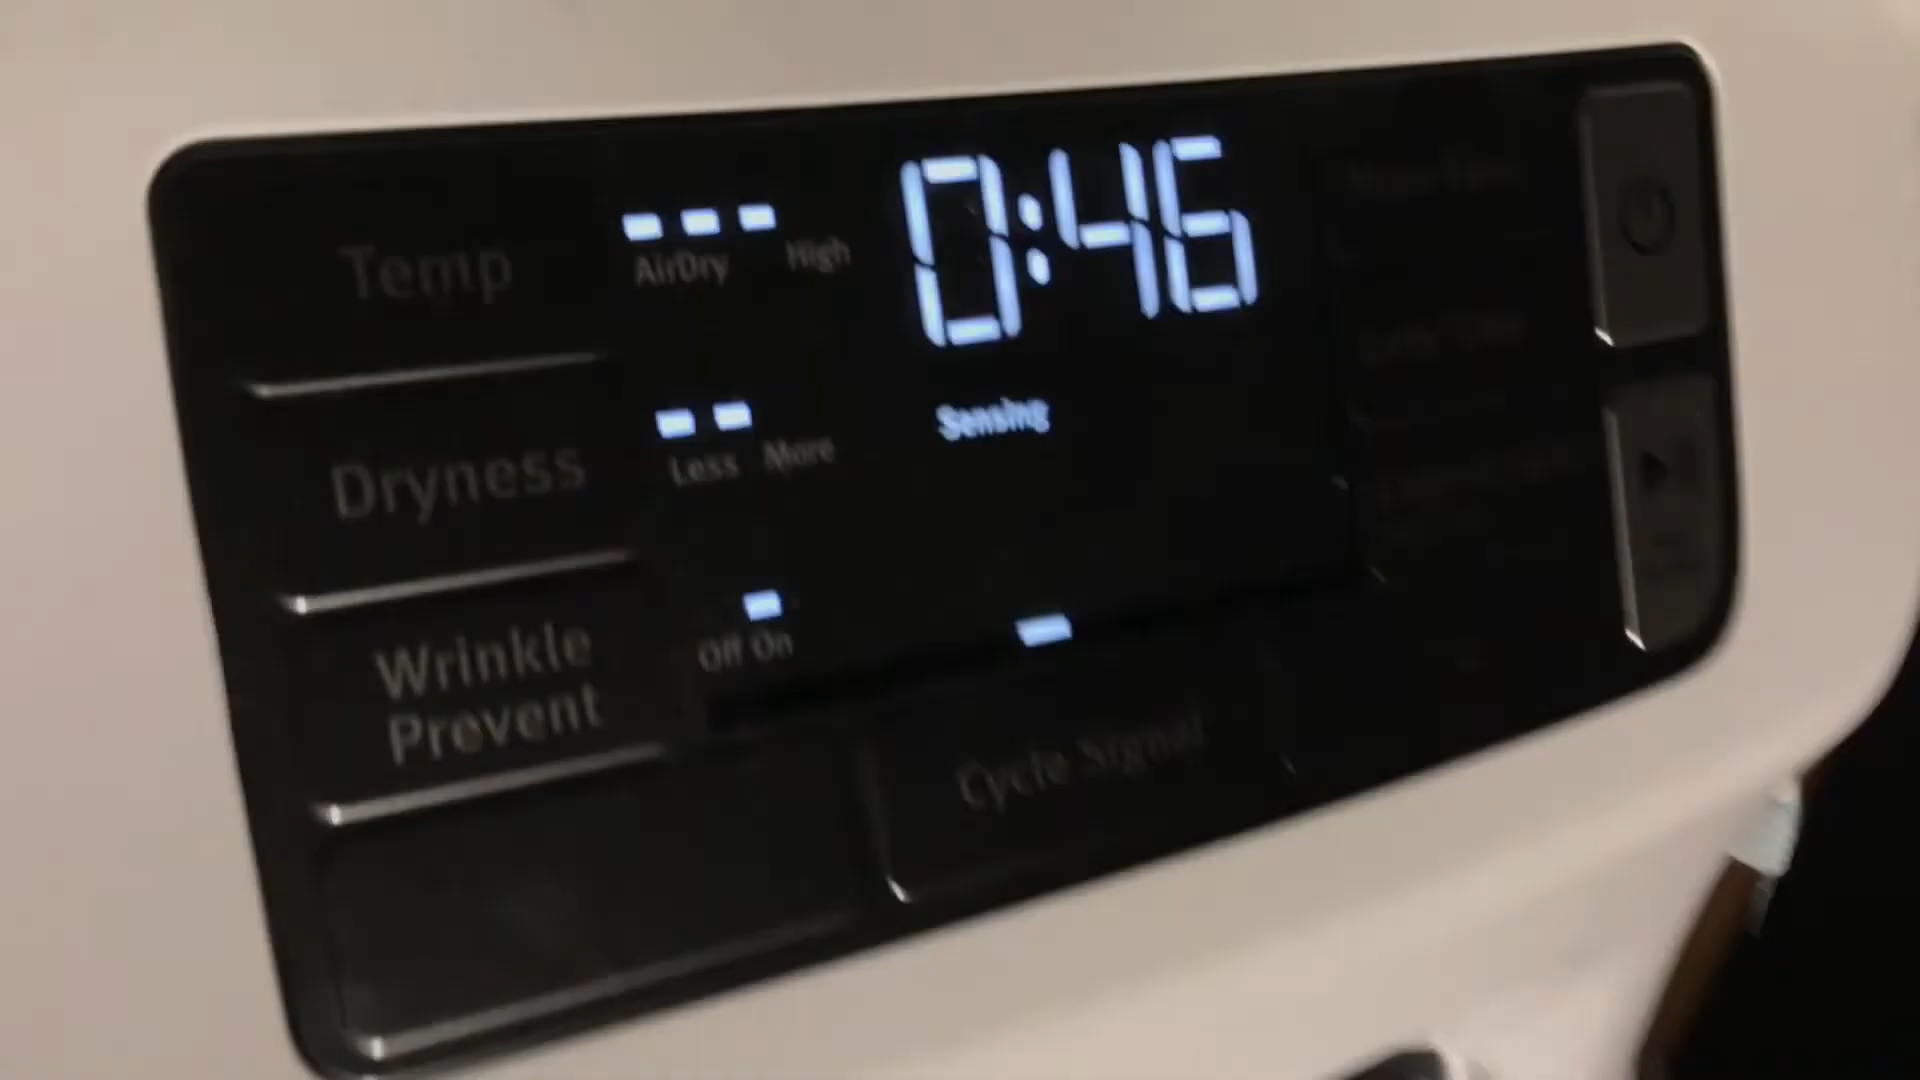 Temp
AirDry
High
0:46
Dryness
Less
More
Sensing
Wrinkle
Prevent
Off On
Cycle Signal